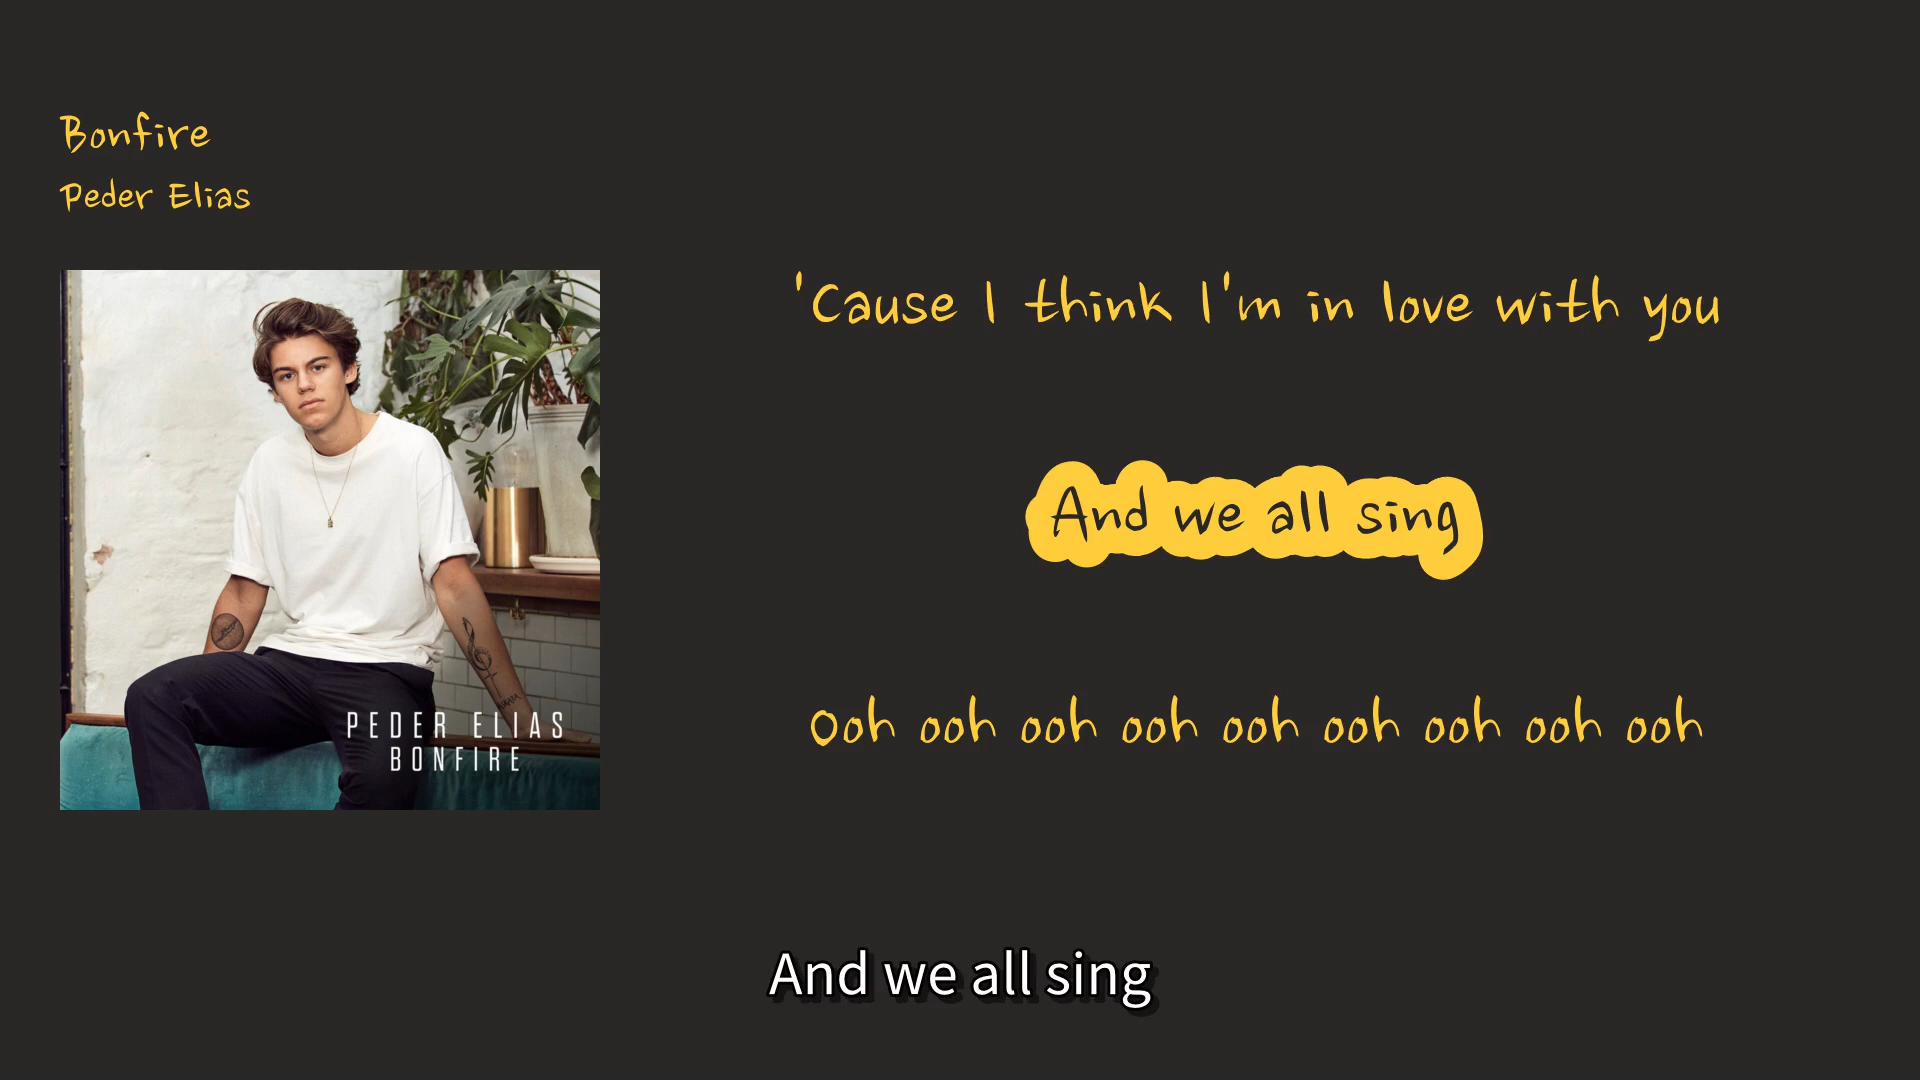 Bonfire
Peder Elias
PEDER ELIAS
BONFIRE
'Cause I think I'm in love with you
And we all sing
Ooh ooh ooh ooh ooh ooh ooh ooh ooh
And we all sing